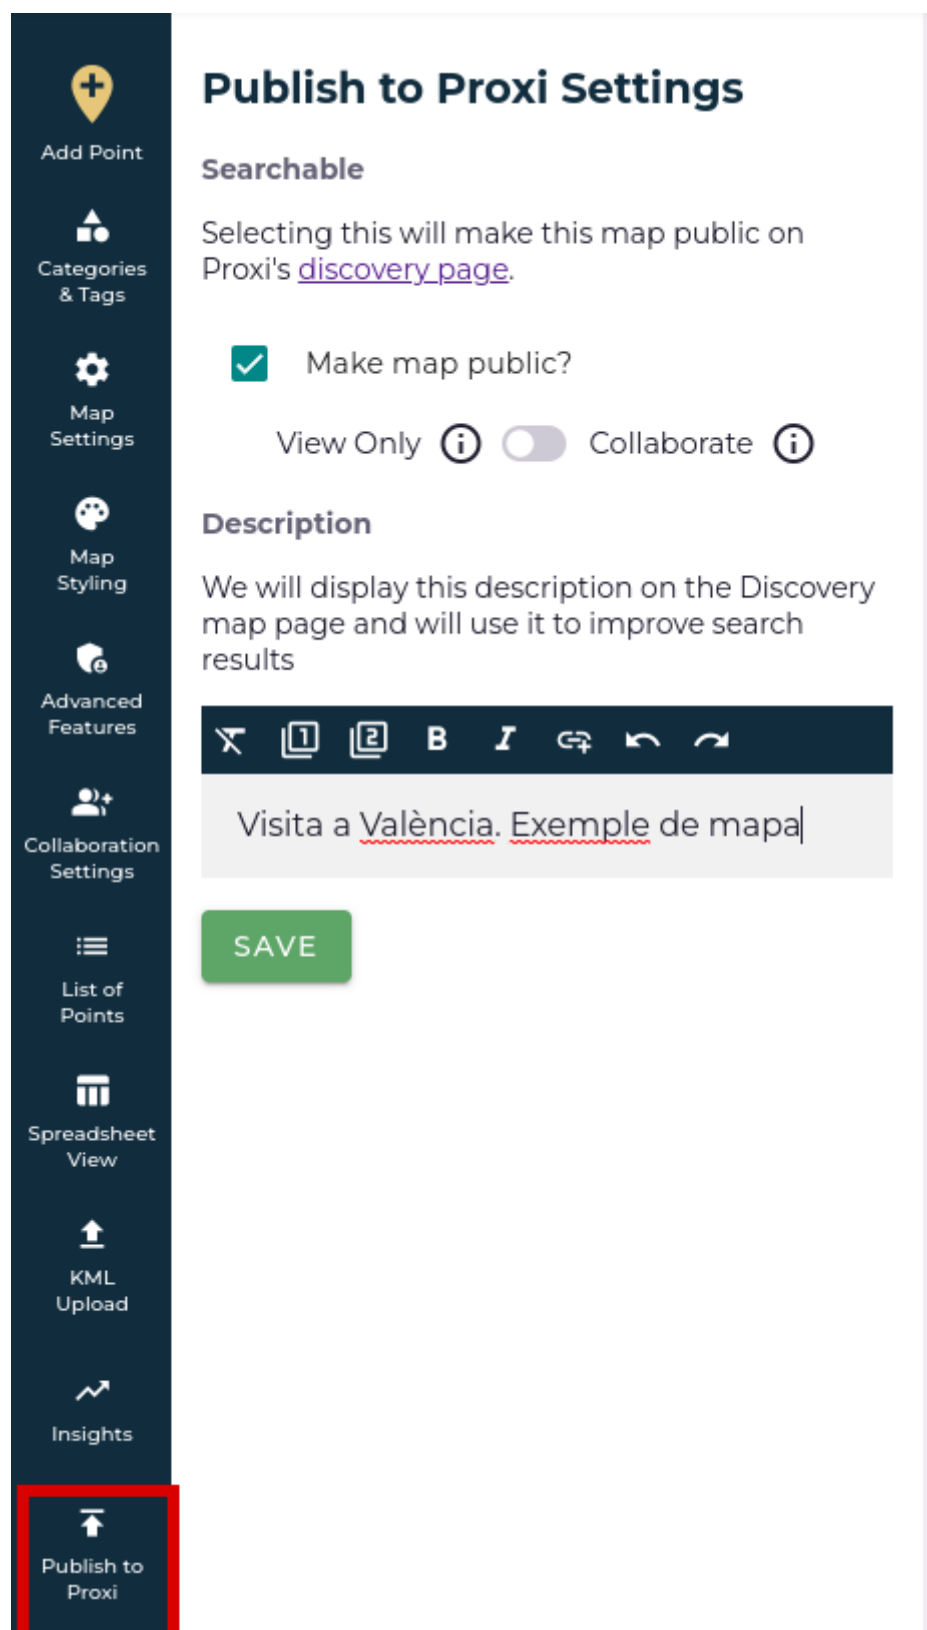 Add Point
Categories
& Tags
Map
Settings
Map
Styling
Advanced
Features
Collaboration
Settings
List of
Points
Spreadsheet
View
KML
Upload
Insights
Publish to
Proxi
Publish to Proxi Settings
Searchable
Selecting this will make this map public on
Proxi's discovery page.
Make map public?
View Only Collaborate
Description
We will display this description on the Discovery
map page and will use it to improve search
results
1 2 B I
Visita a València. Exemple de mapa
SAVE